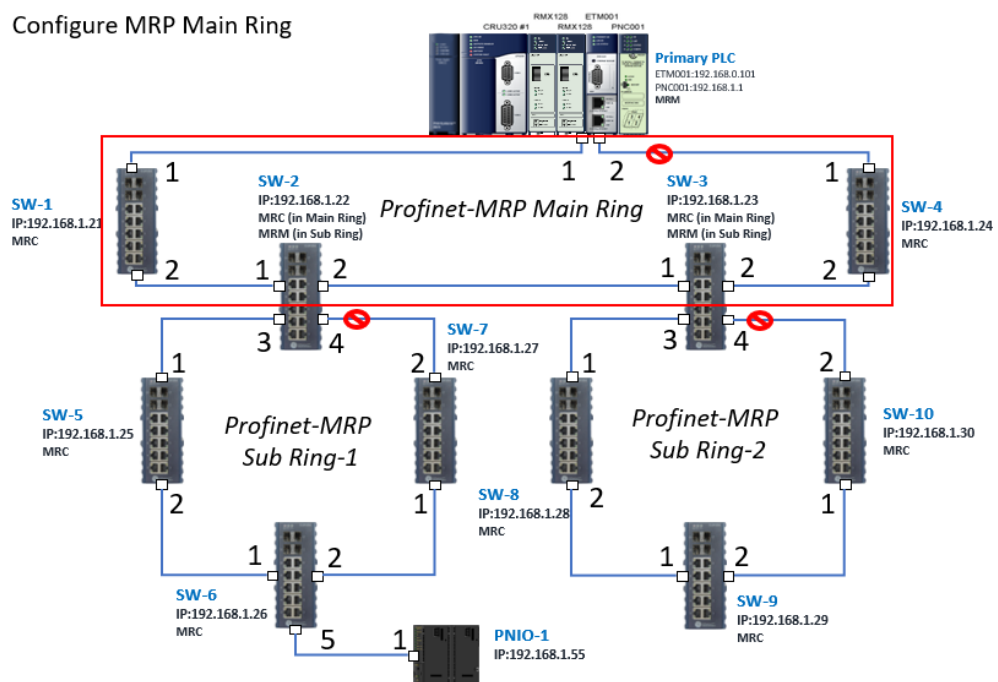 Configure MRP Main Ring
RMX128 ETM001
CRU320 #1 RMX128 PNC001
Primary PLC
ETM001:192.168.0.101
PNC001:192.168.1.1
MRM
1
1 2
1
SW-1
IP:192.168.1.21
MRC
SW-2
IP:192.168.1.22
MRC (in Main Ring)
MRM (in Sub Ring)
Profinet-MRP Main Ring
SW-3
IP:192.168.1.23
MRC (in Main Ring)
MRM (in Sub Ring)
SW-4
IP:192.168.1.24
MRC
2
1 2
1 2
2
3 4
3 4
1
SW-7
IP:192.168.1.27
MRC
2
1
2
SW-5
IP:192.168.1.25
MRC
Profinet-MRP
Sub Ring-1
Profinet-MRP
Sub Ring-2
SW-10
IP:192.168.1.30
MRC
2
1
SW-8
IP:192.168.1.28
MRC
2
1
1 2
1 2
SW-6
IP:192.168.1.26
MRC
SW-9
IP:192.168.1.29
MRC
5 1
PNIO-1
IP:192.168.1.55